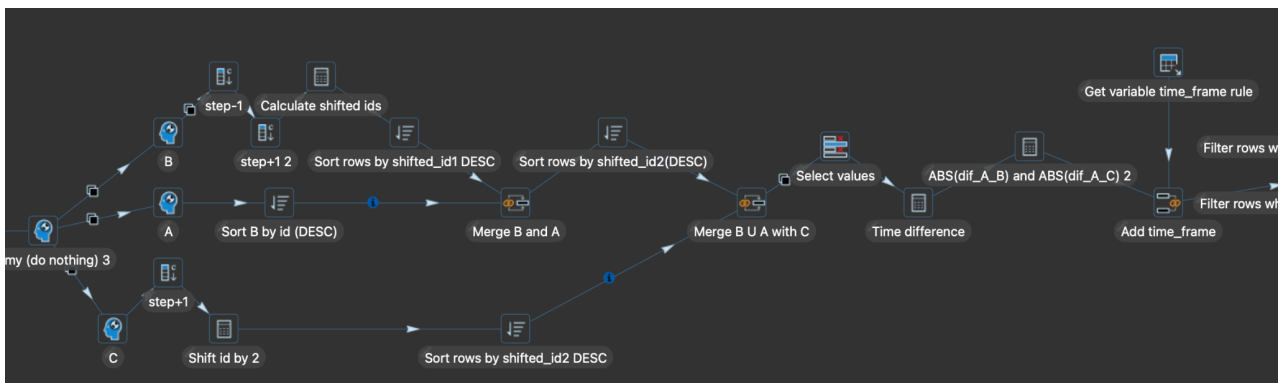 step-1
Calculate shifted ids
Get variable time_frame rule
B
step+1 2
Sort rows by shifted_id1 DESC
Sort rows by shifted_id2(DESC)
Select values
ABS(dif_A_B) and ABS(dif_A_C) 2
Filter rows w
my (do nothing) 3
A
Sort B by id (DESC)
Merge B and A
Merge B U A with C
Time difference
Add time_frame
Filter rows wh
step+1
C
Shift id by 2
Sort rows by shifted_id2 DESC